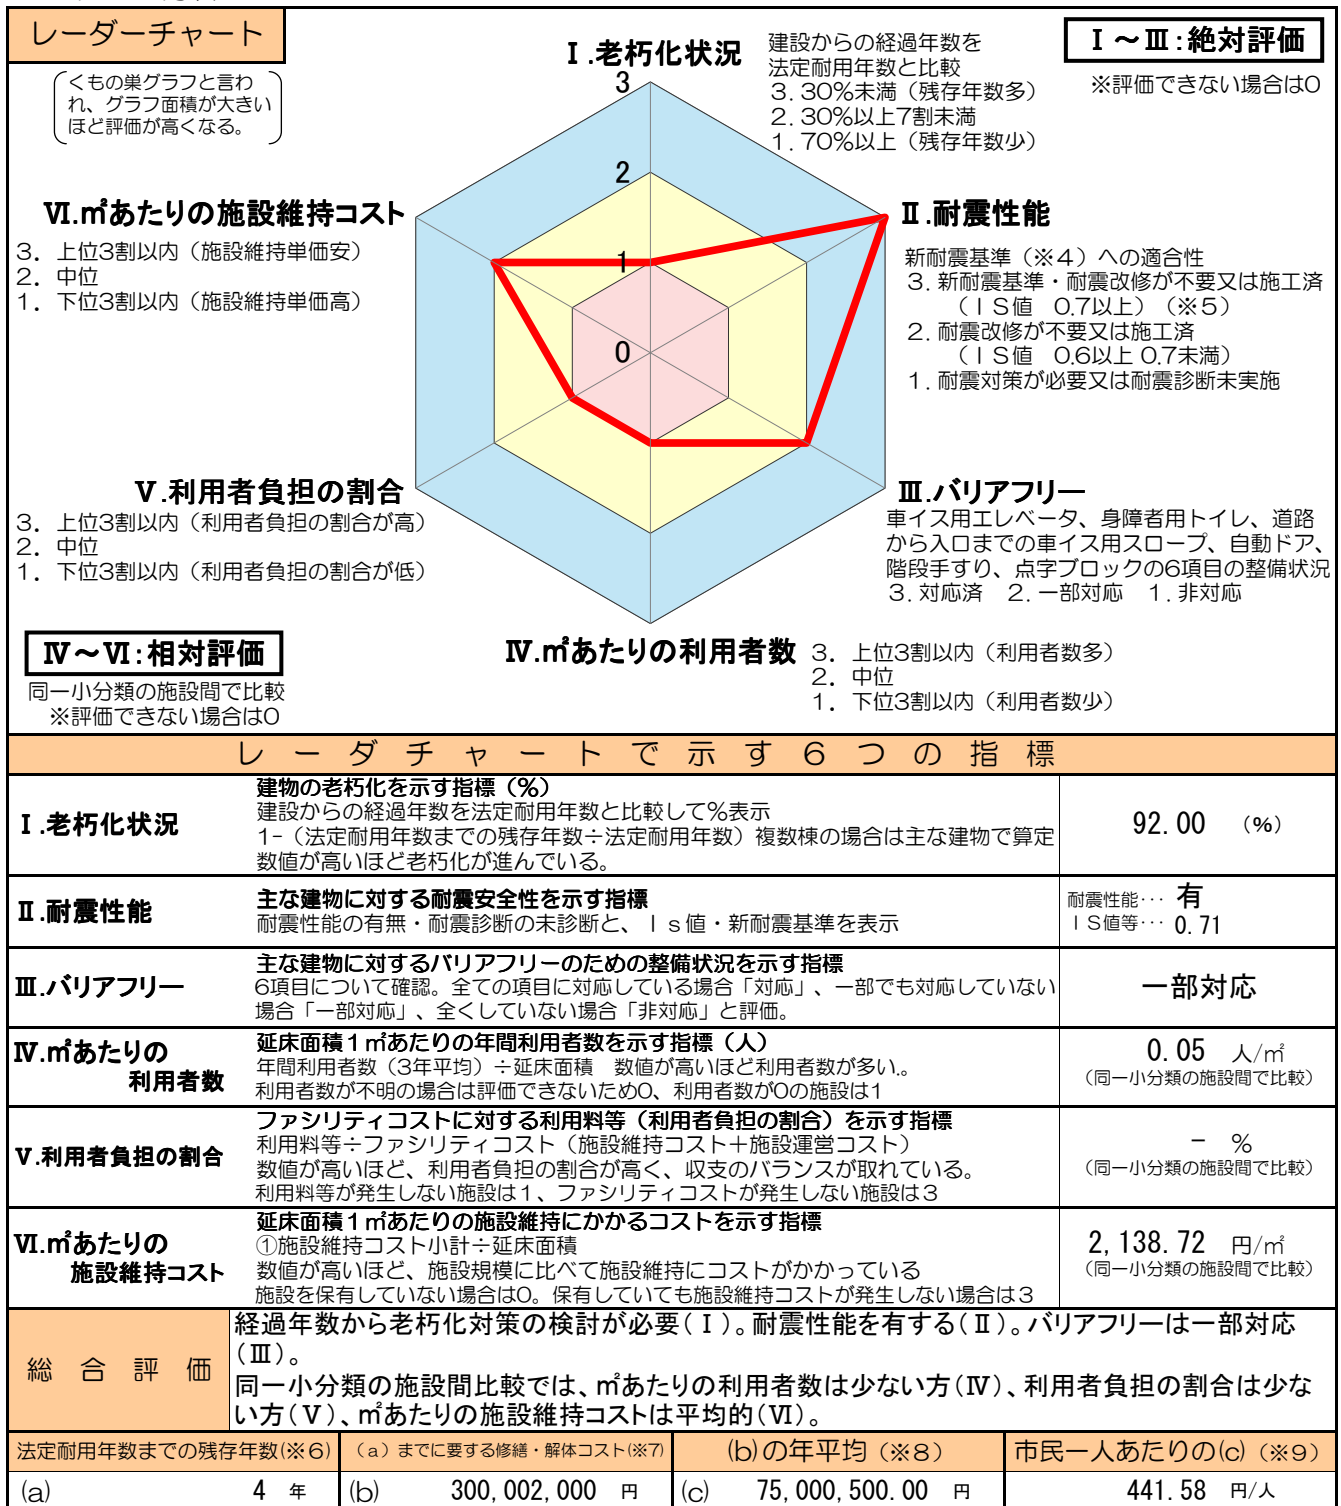 レーダーチャート
くもの巣グラフと言わ
れ、グラフ面積が大きい
ほど評価が高くなる。
Ⅰ.老朽化状況
建設からの経過年数を
法定耐用年数と比較
3.30%未満（残存年数多）
2.30%以上7割未満
1.70%以上（残存年数少）
Ⅰ～Ⅲ:絶対評価
※評価できない場合は0
3
2
1
0
Ⅵ.㎡あたりの施設維持コスト
3. 上位3割以内（施設維持単価安）
2. 中位
1. 下位3割以内（施設維持単価高）
Ⅱ.耐震性能
新耐震基準（※4）への適合性
3.新耐震基準・耐震改修が不要又は施工済
（ＩＳ値 0.7以上）（※5）
2.耐震改修が不要又は施工済
（ＩＳ値 0.6以上 0.7未満）
1.耐震対策が必要又は耐震診断未実施
Ⅴ.利用者負担の割合
3. 上位3割以内（利用者負担の割合が高）
2. 中位
1. 下位3割以内（利用者負担の割合が低）
Ⅲ.バリアフリー
車イス用エレベータ、身障者用トイレ、道路
から入口までの車イス用スロープ、自動ドア、
階段手すり、点字ブロックの6項目の整備状況
3.対応済 2.一部対応 1.非対応
Ⅳ～Ⅵ:相対評価
同一小分類の施設間で比較
※評価できない場合は0
Ⅳ.㎡あたりの利用者数
3. 上位3割以内（利用者数多）
2. 中位
1. 下位3割以内（利用者数少）
レーダチャートで示す6つの指標
Ⅰ.老朽化状況
建物の老朽化を示す指標（%）
建設からの経過年数を法定耐用年数と比較して%表示
1-（法定耐用年数までの残存年数÷法定耐用年数）複数棟の場合は主な建物で算定
数値が高いほど老朽化が進んでいる。
92.00 （%）
Ⅱ.耐震性能
主な建物に対する耐震安全性を示す指標
耐震性能の有無・耐震診断の未診断と、Ｉｓ値・新耐震基準を表示
耐震性能… 有
ＩＳ値等… 0.71
Ⅲ.バリアフリー
主な建物に対するバリアフリーのための整備状況を示す指標
6項目について確認。全ての項目に対応している場合「対応」、一部でも対応していない
場合「一部対応」、全くしていない場合「非対応」と評価。
一部対応
Ⅳ.㎡あたりの
利用者数
延床面積1㎡あたりの年間利用者数を示す指標（人）
年間利用者数（3年平均）÷延床面積 数値が高いほど利用者数が多い。
利用者数が不明の場合は評価できないため0、利用者数が0の施設は1
0.05 人/㎡
（同一小分類の施設間で比較）
Ⅴ.利用者負担の割合
ファシリティコストに対する利用料等（利用者負担の割合）を示す指標
利用料等÷ファシリティコスト（施設維持コスト＋施設運営コスト）
数値が高いほど、利用者負担の割合が高く、収支のバランスが取れている。
利用料等が発生しない施設は1、ファシリティコストが発生しない施設は3
- %
（同一小分類の施設間で比較）
Ⅵ.㎡あたりの
施設維持コスト
延床面積1㎡あたりの施設維持にかかるコストを示す指標
①施設維持コスト小計÷延床面積
数値が高いほど、施設規模に比べて施設維持にコストがかかっている
施設を保有していない場合は0。保有していても施設維持コストが発生しない場合は3
2,138.72 円/㎡
（同一小分類の施設間で比較）
総合評価
経過年数から老朽化対策の検討が必要(Ⅰ)。耐震性能を有する(Ⅱ)。バリアフリーは一部対応
(Ⅲ)。
同一小分類の施設間比較では、㎡あたりの利用者数は少ない方(Ⅳ)、利用者負担の割合は少な
い方(Ⅴ)、㎡あたりの施設維持コストは平均的(Ⅵ)。
法定耐用年数までの残存年数(※6)
（a）までに要する修繕・解体コスト(※7)
(b)の年平均（※8）
市民一人あたりの(c)（※9）
(a) 4 年
(b) 300,002,000 円
(c) 75,000,500.00 円
441.58 円/人